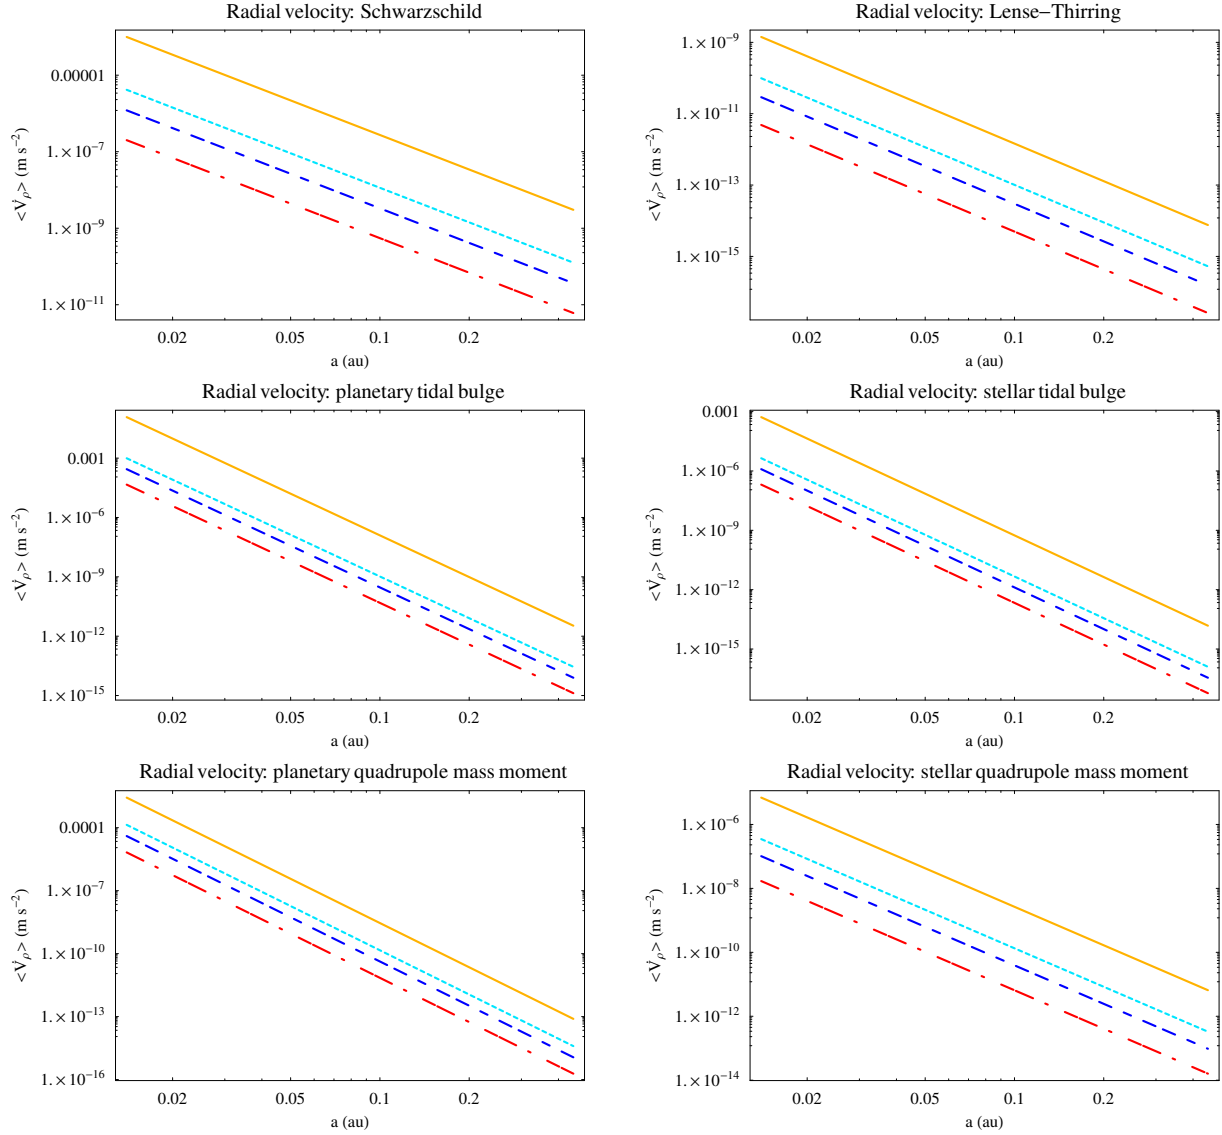 Radial velocity: Schwarzschild
0.00001
1.×10⁻⁷
1.×10⁻⁹
1.×10⁻¹¹
<V̇ρ> (m s⁻²)
0.02 0.05 0.1 0.2
a (au)
Radial velocity: Lense−Thirring
1.×10⁻⁹
1.×10⁻¹¹
1.×10⁻¹³
1.×10⁻¹⁵
<V̇ρ> (m s⁻²)
0.02 0.05 0.1 0.2
a (au)
Radial velocity: planetary tidal bulge
0.001
1.×10⁻⁶
1.×10⁻⁹
1.×10⁻¹²
1.×10⁻¹⁵
<V̇ρ> (m s⁻²)
0.02 0.05 0.1 0.2
a (au)
Radial velocity: stellar tidal bulge
0.001
1.×10⁻⁶
1.×10⁻⁹
1.×10⁻¹²
1.×10⁻¹⁵
<V̇ρ> (m s⁻²)
0.02 0.05 0.1 0.2
a (au)
Radial velocity: planetary quadrupole mass moment
0.0001
1.×10⁻⁷
1.×10⁻¹⁰
1.×10⁻¹³
1.×10⁻¹⁶
<V̇ρ> (m s⁻²)
0.02 0.05 0.1 0.2
a (au)
Radial velocity: stellar quadrupole mass moment
1.×10⁻⁶
1.×10⁻⁸
1.×10⁻¹⁰
1.×10⁻¹²
1.×10⁻¹⁴
<V̇ρ> (m s⁻²)
0.02 0.05 0.1 0.2
a (au)